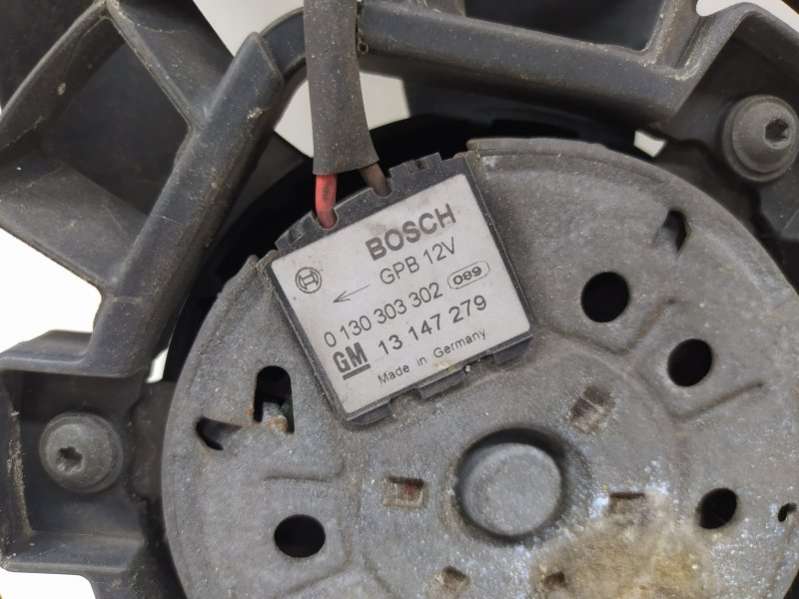 BOSCH
GPB 12V
0 130 303 302 089
GM 13 147 279
Made in Germany